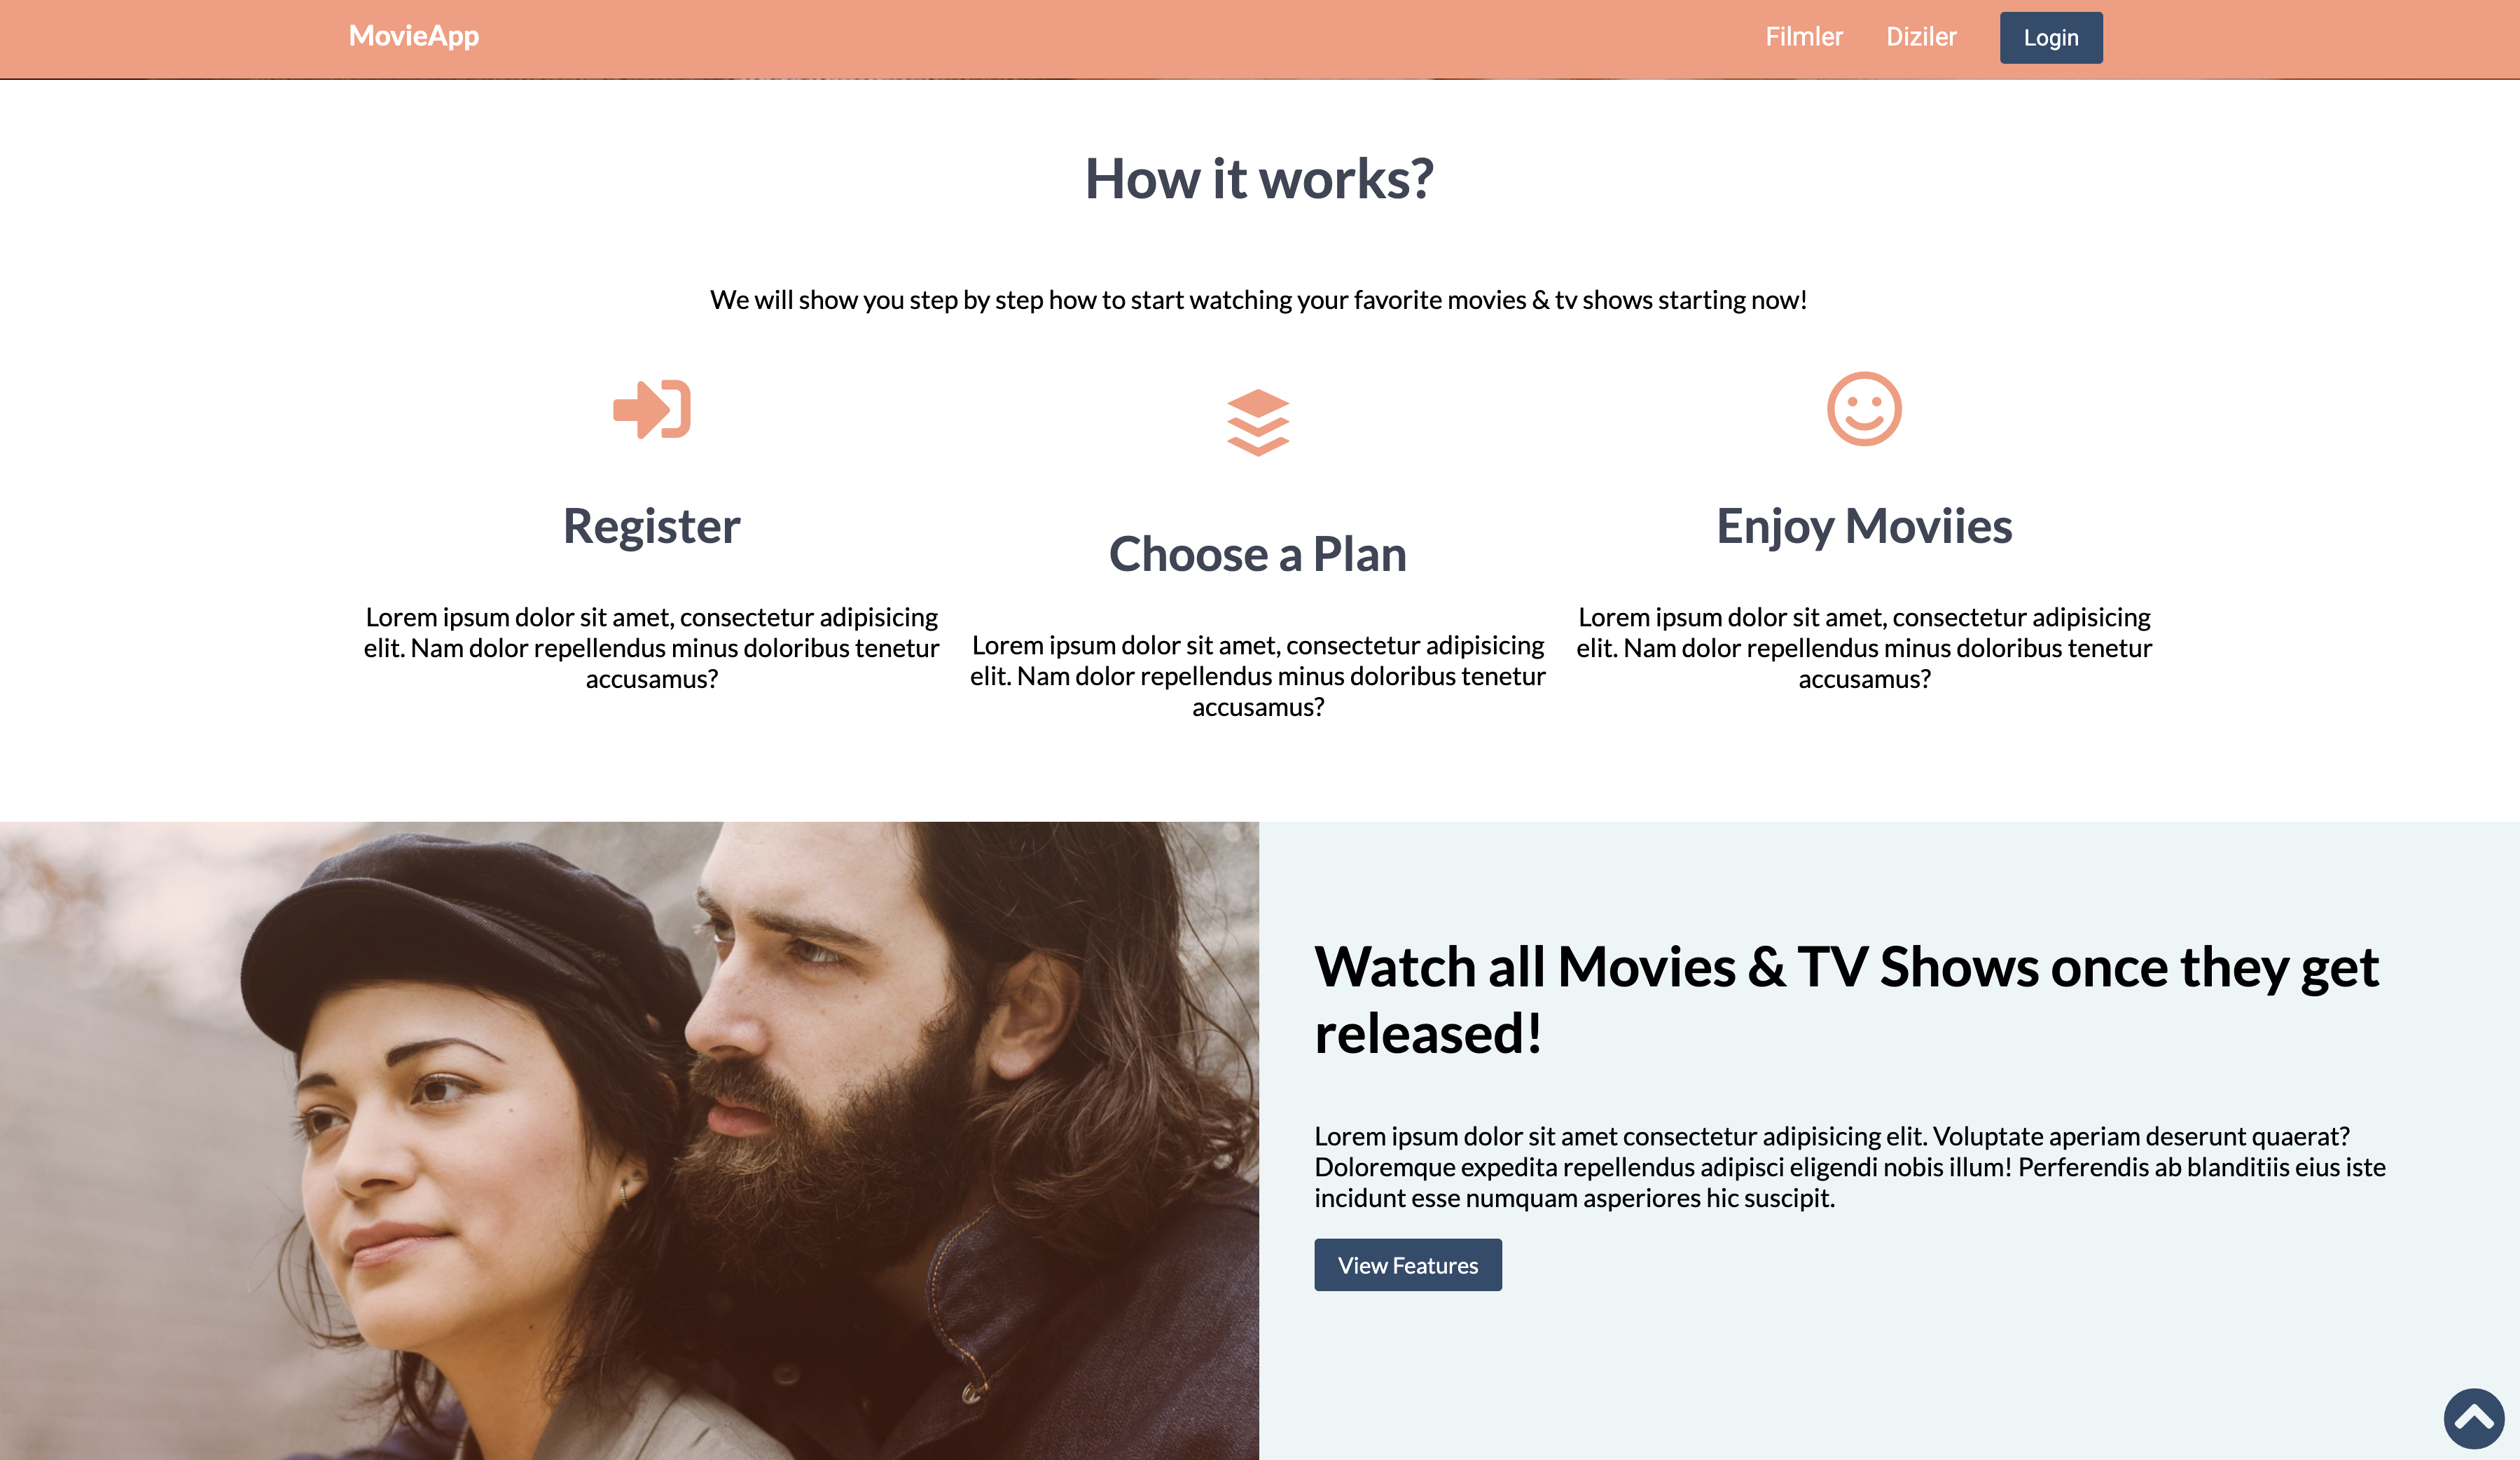 MovieApp
Filmler
Diziler
Login
How it works?
We will show you step by step how to start watching your favorite movies & tv shows starting now!
Register
Lorem ipsum dolor sit amet, consectetur adipisicing
elit. Nam dolor repellendus minus doloribus tenetur
accusamus?
Choose a Plan
Lorem ipsum dolor sit amet, consectetur adipisicing
elit. Nam dolor repellendus minus doloribus tenetur
accusamus?
Enjoy Moviies
Lorem ipsum dolor sit amet, consectetur adipisicing
elit. Nam dolor repellendus minus doloribus tenetur
accusamus?
Watch all Movies & TV Shows once they get
released!
Lorem ipsum dolor sit amet consectetur adipisicing elit. Voluptate aperiam deserunt quaerat?
Doloremque expedita repellendus adipisci eligendi nobis illum! Perferendis ab blanditiis eius iste
incidunt esse numquam asperiores hic suscipit.
View Features